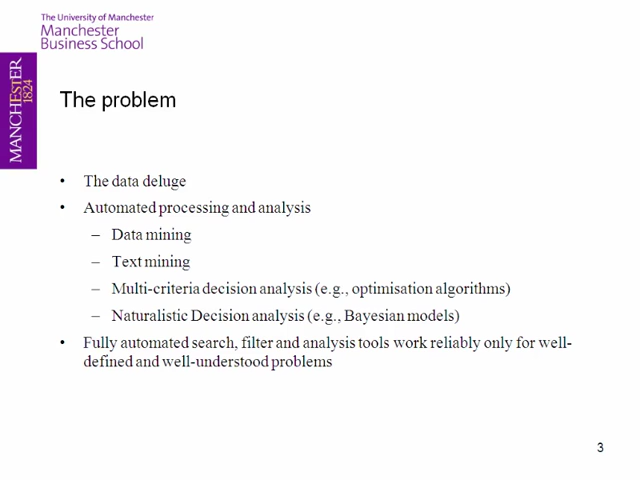 The University of Manchester
Manchester
Business School
MANCHESTER
1824
The problem
• The data deluge
• Automated processing and analysis
– Data mining
– Text mining
– Multi-criteria decision analysis (e.g., optimisation algorithms)
– Naturalistic Decision analysis (e.g., Bayesian models)
• Fully automated search, filter and analysis tools work reliably only for well-
defined and well-understood problems
3